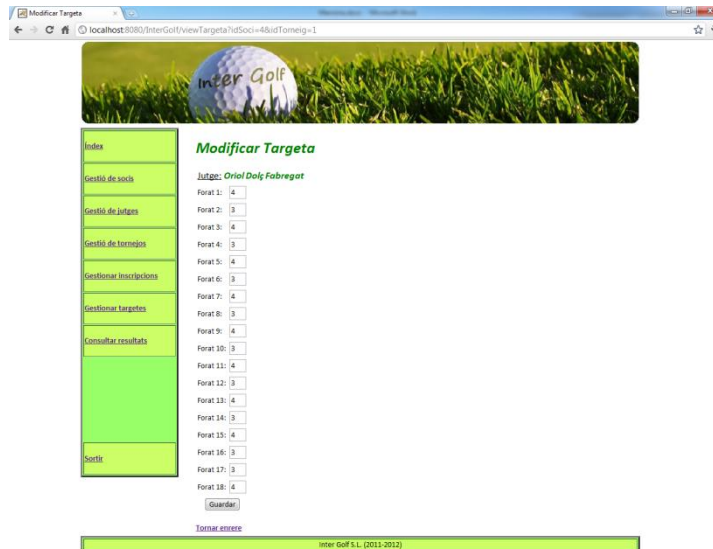 Modificar Targeta
localhost:8080/InterGolf/viewTargeta?idSoci=4&idTorneig=1
Inter Golf
Índex
Gestió de socis
Gestió de jutges
Gestió de tornejos
Gestionar inscripcions
Gestionar targetes
Consultar resultats
Sortir
Modificar Targeta
Jutge: Oriol Dolç Fabregat
Forat 1: 4
Forat 2: 3
Forat 3: 4
Forat 4: 3
Forat 5: 4
Forat 6: 3
Forat 7: 4
Forat 8: 3
Forat 9: 4
Forat 10: 3
Forat 11: 4
Forat 12: 3
Forat 13: 4
Forat 14: 3
Forat 15: 4
Forat 16: 3
Forat 17: 3
Forat 18: 4
Guardar
Tornar enrere
Inter Golf S.L. (2011-2012)